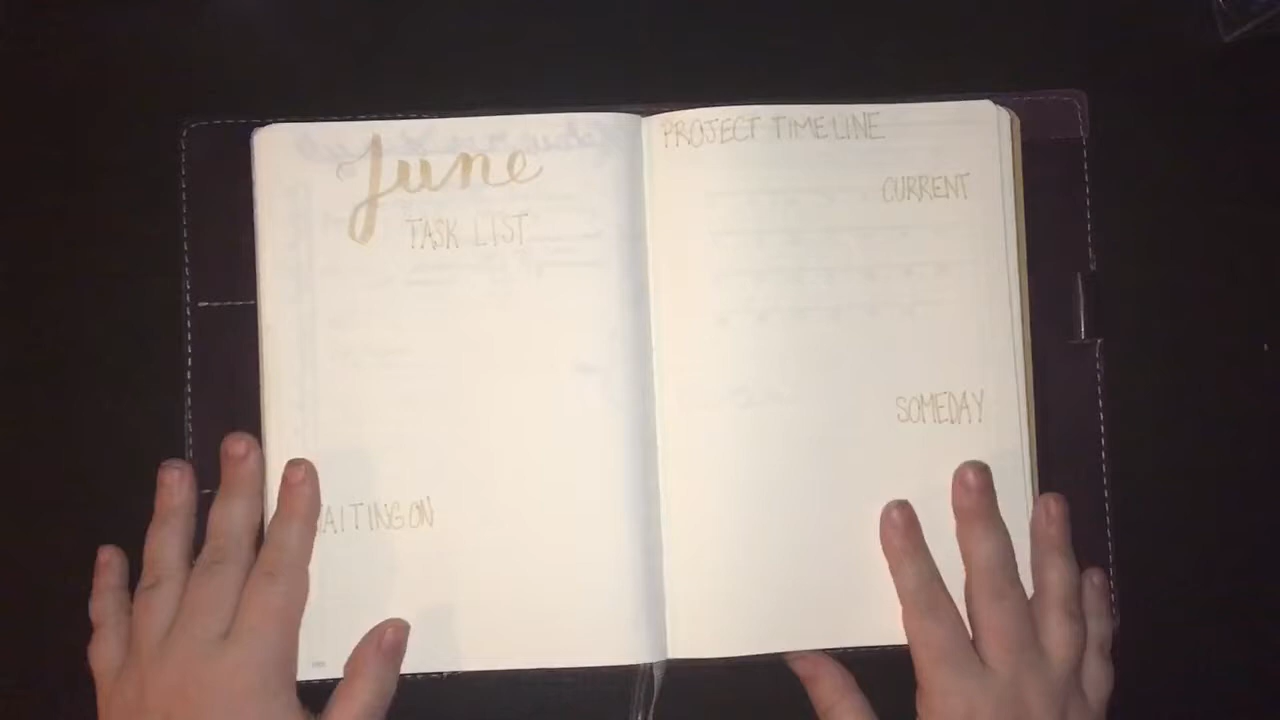 June
TASK LIST
AITING ON
PROJECT TIMELINE
CURRENT
SOMEDAY